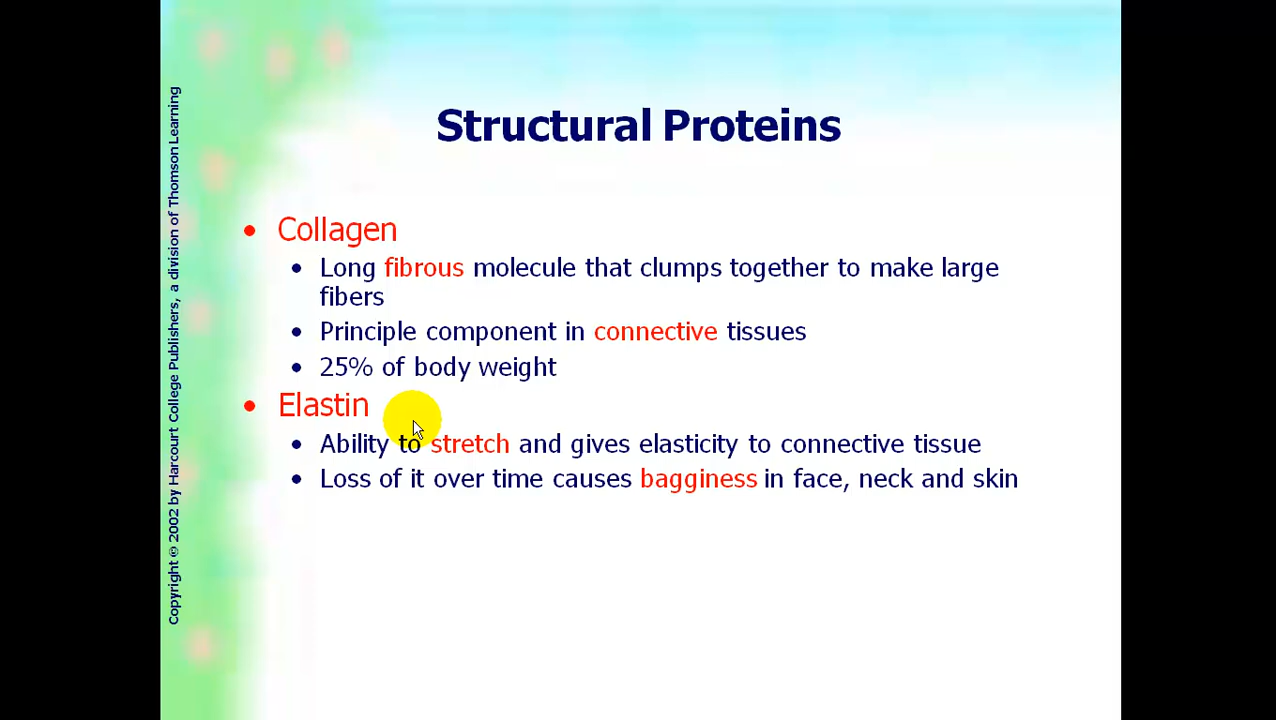 Structural Proteins
• Collagen
• Long fibrous molecule that clumps together to make large
fibers
• Principle component in connective tissues
• 25% of body weight
• Elastin
• Ability to stretch and gives elasticity to connective tissue
• Loss of it over time causes bagginess in face, neck and skin
Copyright © 2002 by Harcourt College Publishers, a division of Thomson Learning